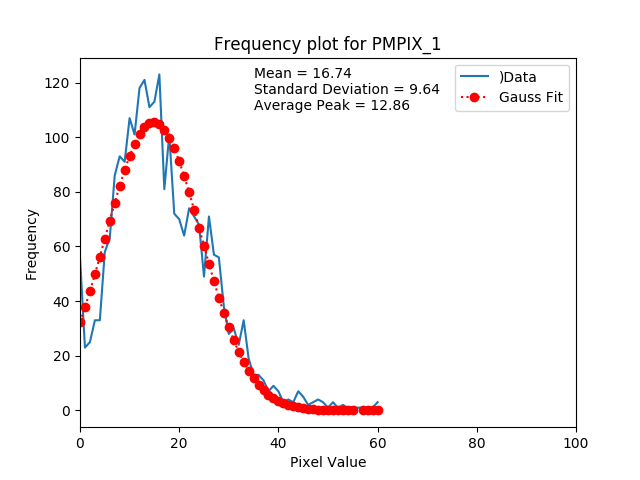 Frequency plot for PMPIX_1
Mean = 16.74
Standard Deviation = 9.64
Average Peak = 12.86
)Data
Gauss Fit
Frequency
120
100
80
60
40
20
0
0 20 40 60 80 100
Pixel Value